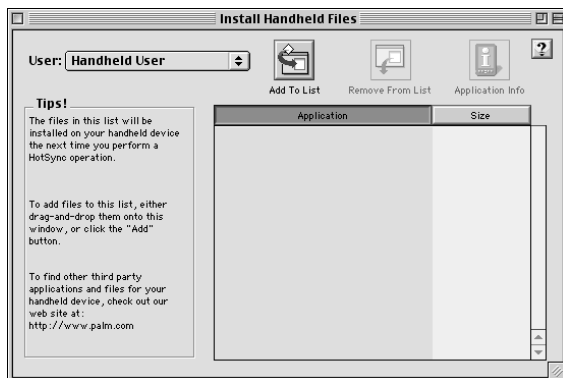 Install Handheld Files
User: Handheld User
?
Add To List
Remove From List
Application Info
Tips!
The files in this list will be
installed on your handheld device
the next time you perform a
HotSync operation.
To add files to this list, either
drag-and-drop them onto this
window, or click the "Add"
button.
To find other third party
applications and files for your
handheld device, check out our
web site at:
http://www.palm.com
Application
Size